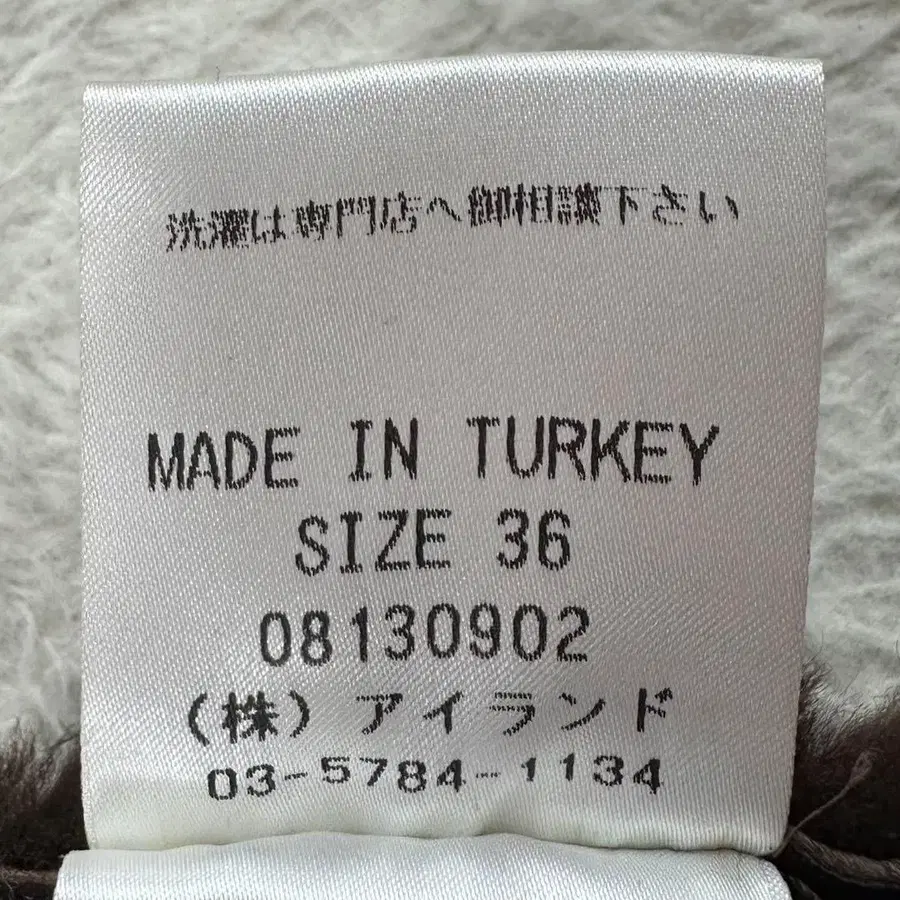 洗濯は専門店へ御相談下さい
MADE IN TURKEY
SIZE 36
08130902
(株)アイランド
03-5784-1134